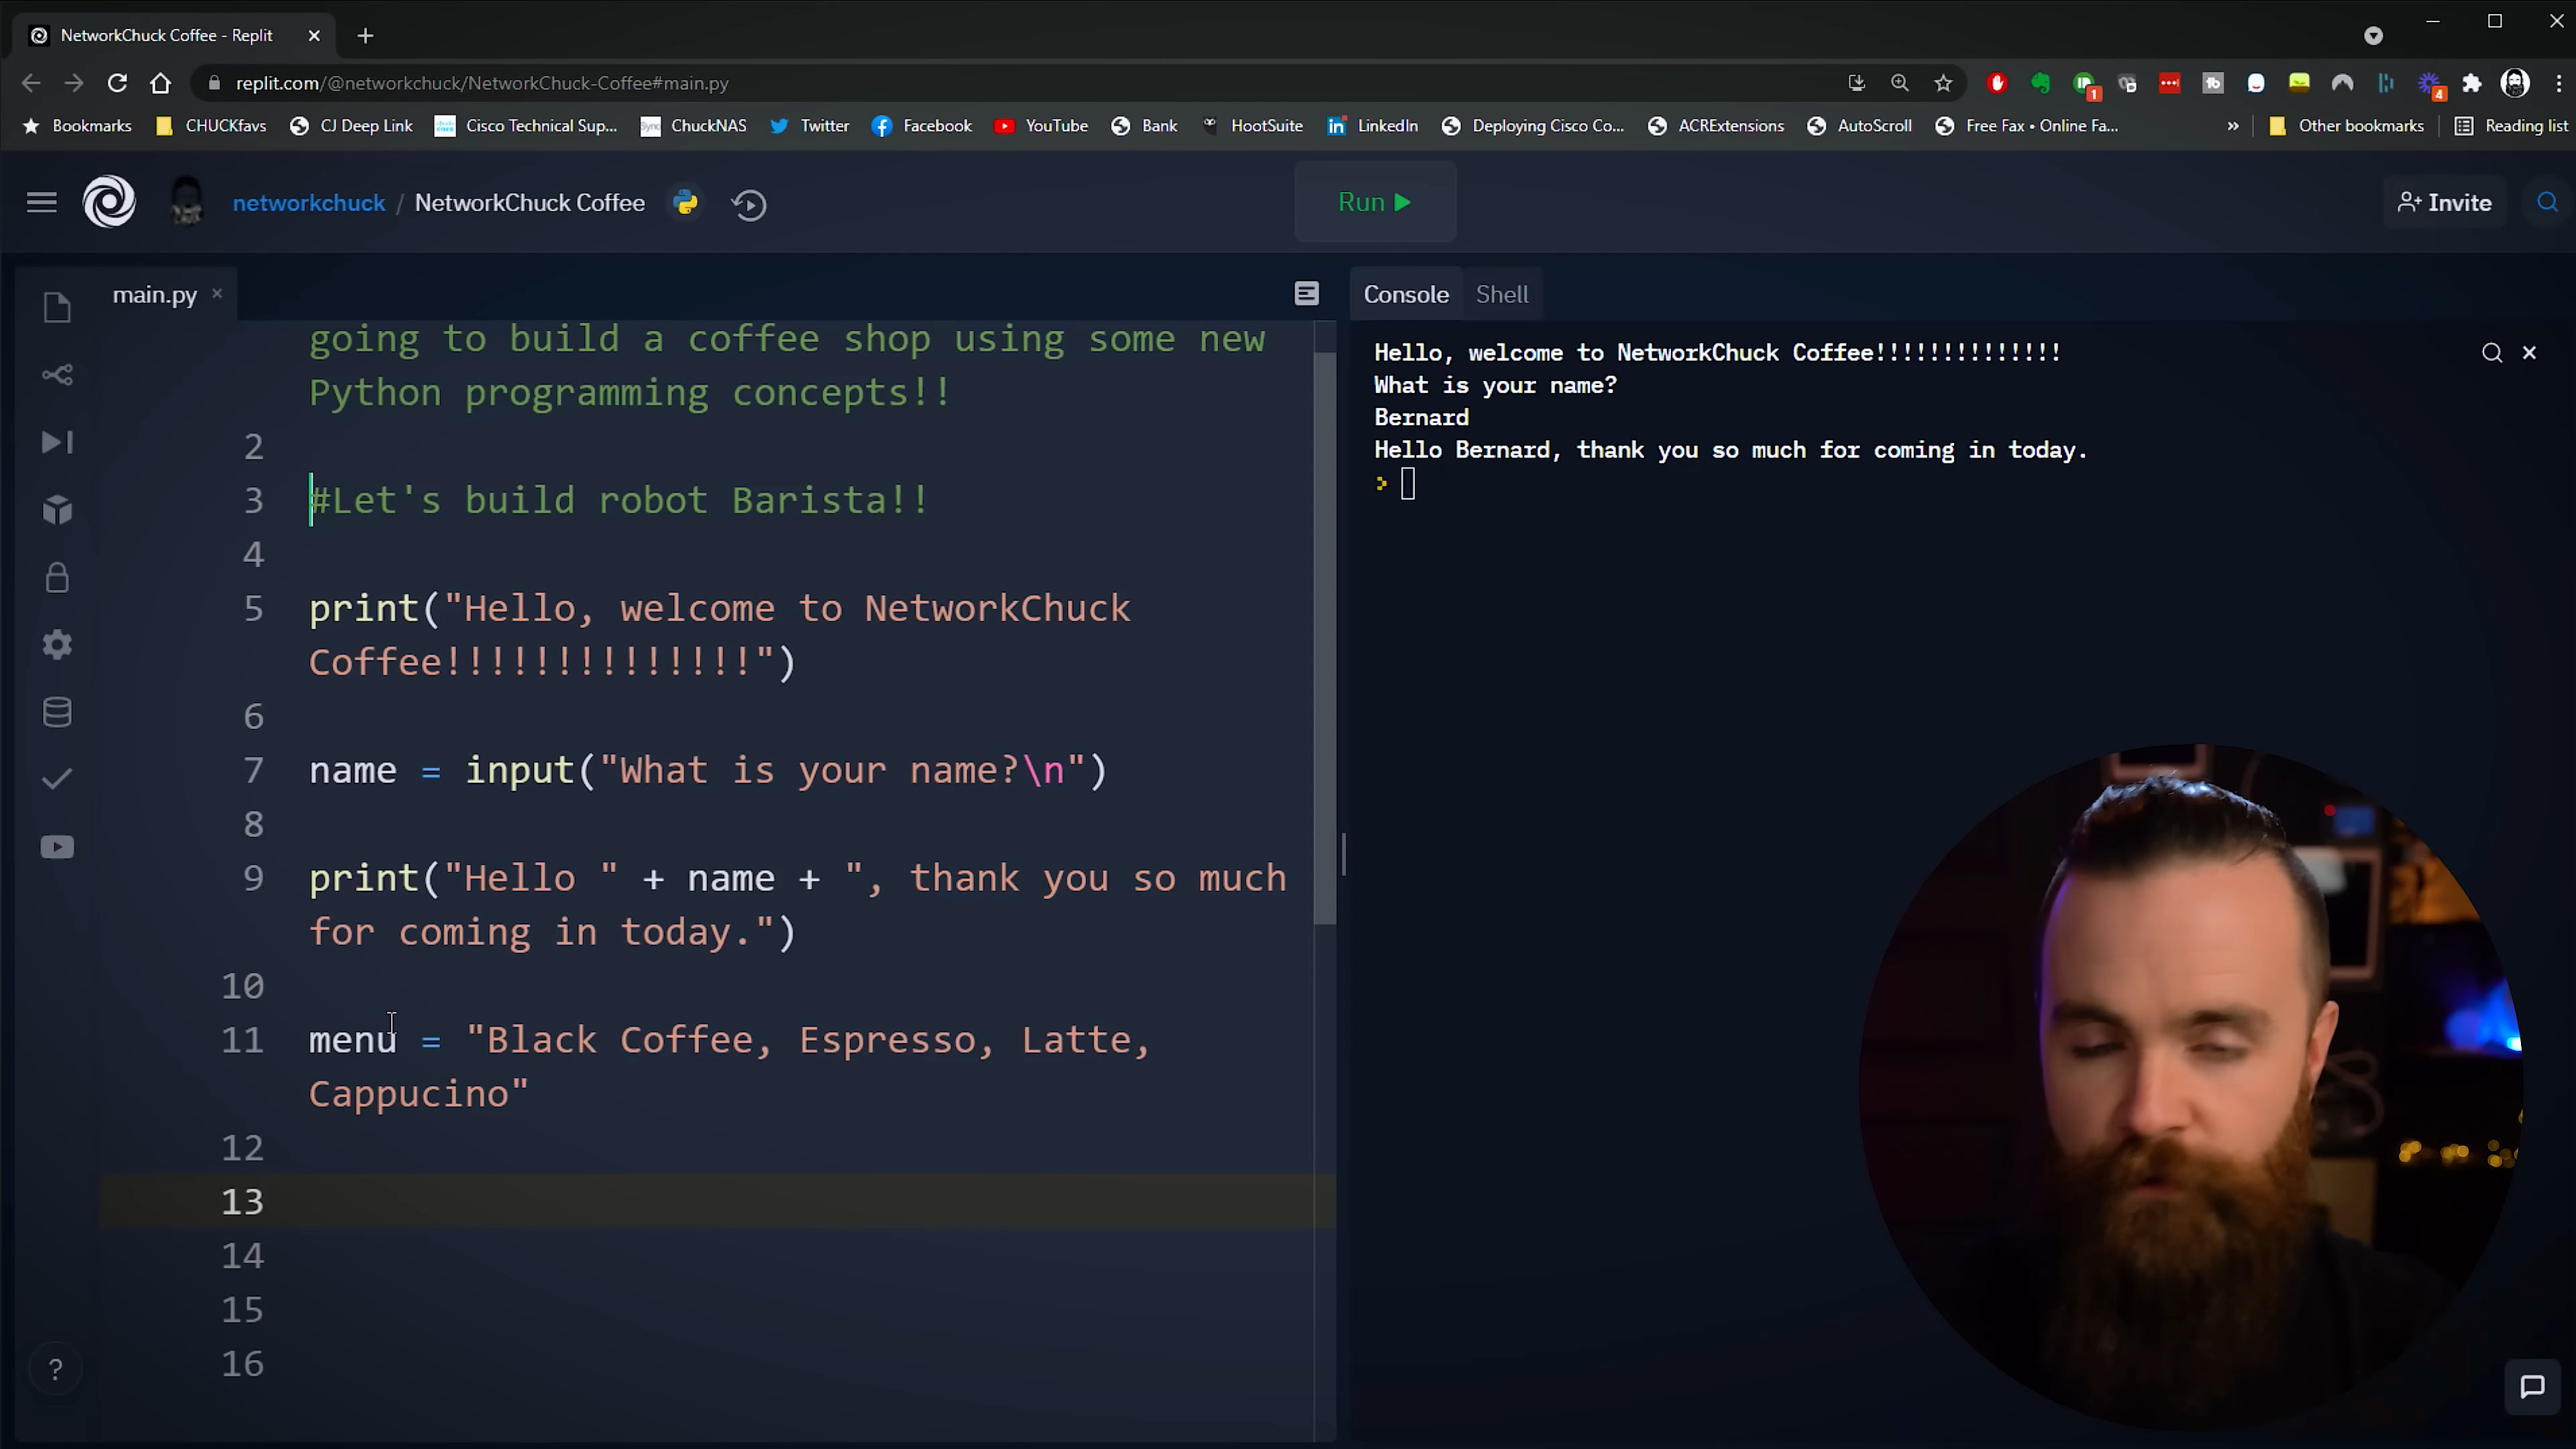 NetworkChuck Coffee - Replit
replit.com/@networkchuck/NetworkChuck-Coffee#main.py
1
4
Bookmarks CHUCKfavs CJ Deep Link Cisco Technical Sup... Sync ChuckNAS Twitter Facebook YouTube Bank HootSuite LinkedIn Deploying Cisco Co... ACRExtensions AutoScroll Free Fax • Online Fa... » Other bookmarks Reading list
networkchuck / NetworkChuck Coffee
Run
Invite
main.py
going to build a coffee shop using some new
Python programming concepts!!
2
3 #Let's build robot Barista!!
4
5 print("Hello, welcome to NetworkChuck
Coffee!!!!!!!!!!!!!!")
6
7 name = input("What is your name?\n")
8
9 print("Hello " + name + ", thank you so much
for coming in today.")
10
11 menu = "Black Coffee, Espresso, Latte,
Cappucino"
12
13
14
15
16
?
Console Shell
Hello, welcome to NetworkChuck Coffee!!!!!!!!!!!!!!
What is your name?
Bernard
Hello Bernard, thank you so much for coming in today.
>